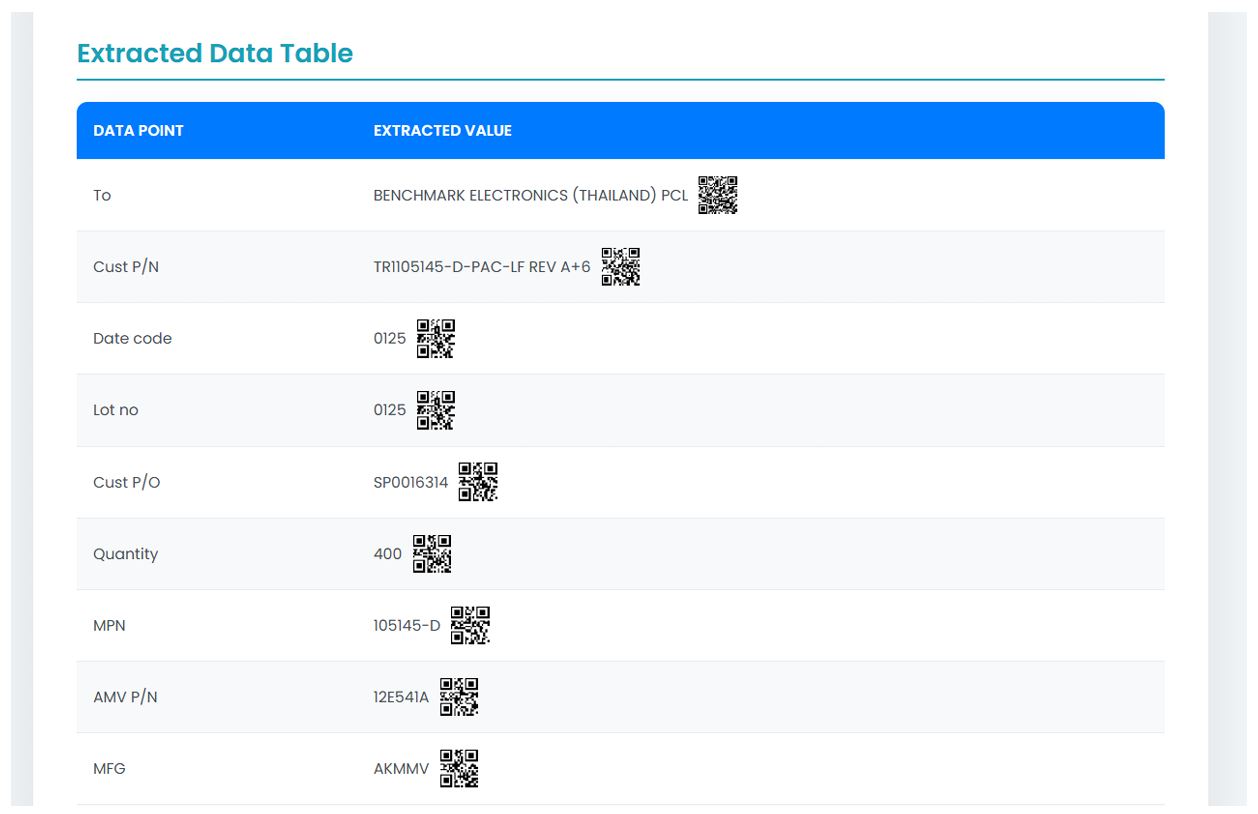 Extracted Data Table
DATA POINT EXTRACTED VALUE
To BENCHMARK ELECTRONICS (THAILAND) PCL
Cust P/N TR1105145-D-PAC-LF REV A+6
Date code 0125
Lot no 0125
Cust P/O SP0016314
Quantity 400
MPN 105145-D
AMV P/N 12E541A
MFG AKMMV